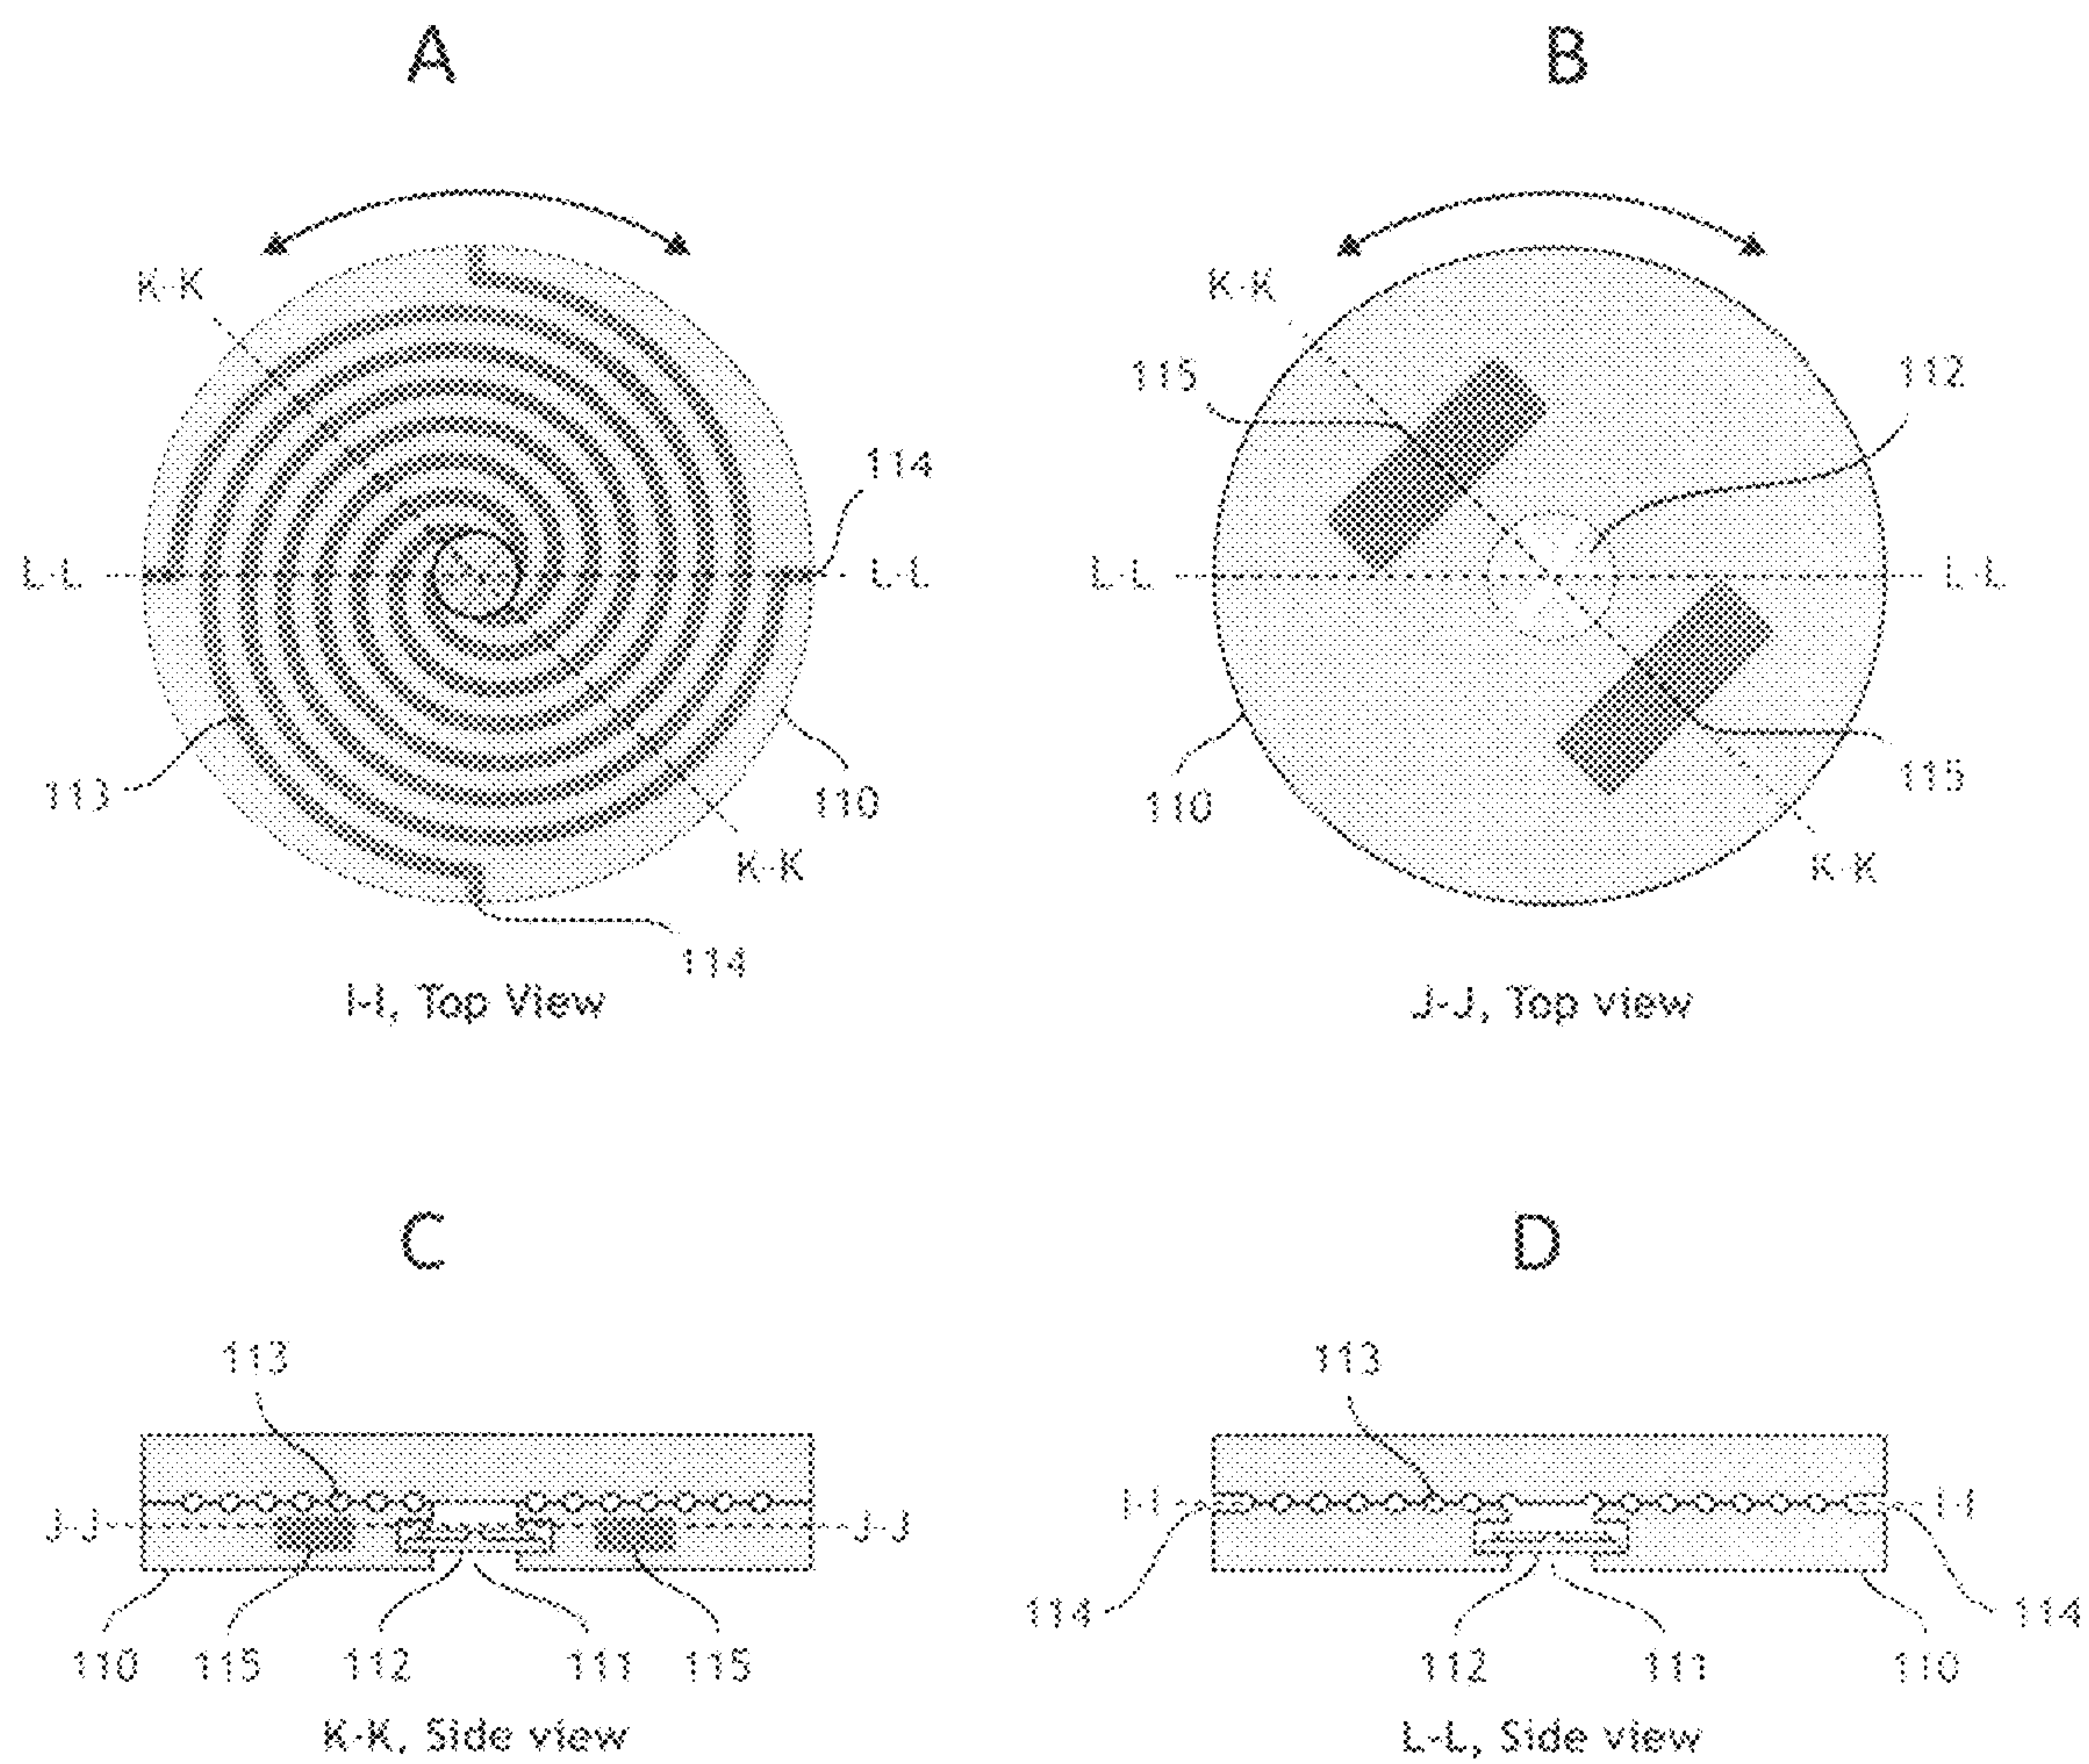 A B
K-K K-K
115 112
114
L-L L-L L-L L-L
113 110 110 115
K-K K-K
114
I-I, Top View J-J, Top view
C D
113 113
J-J J-J I-I I-I
114 114
110 115 112 111 115 112 111 110
K-K, Side view L-L, Side view